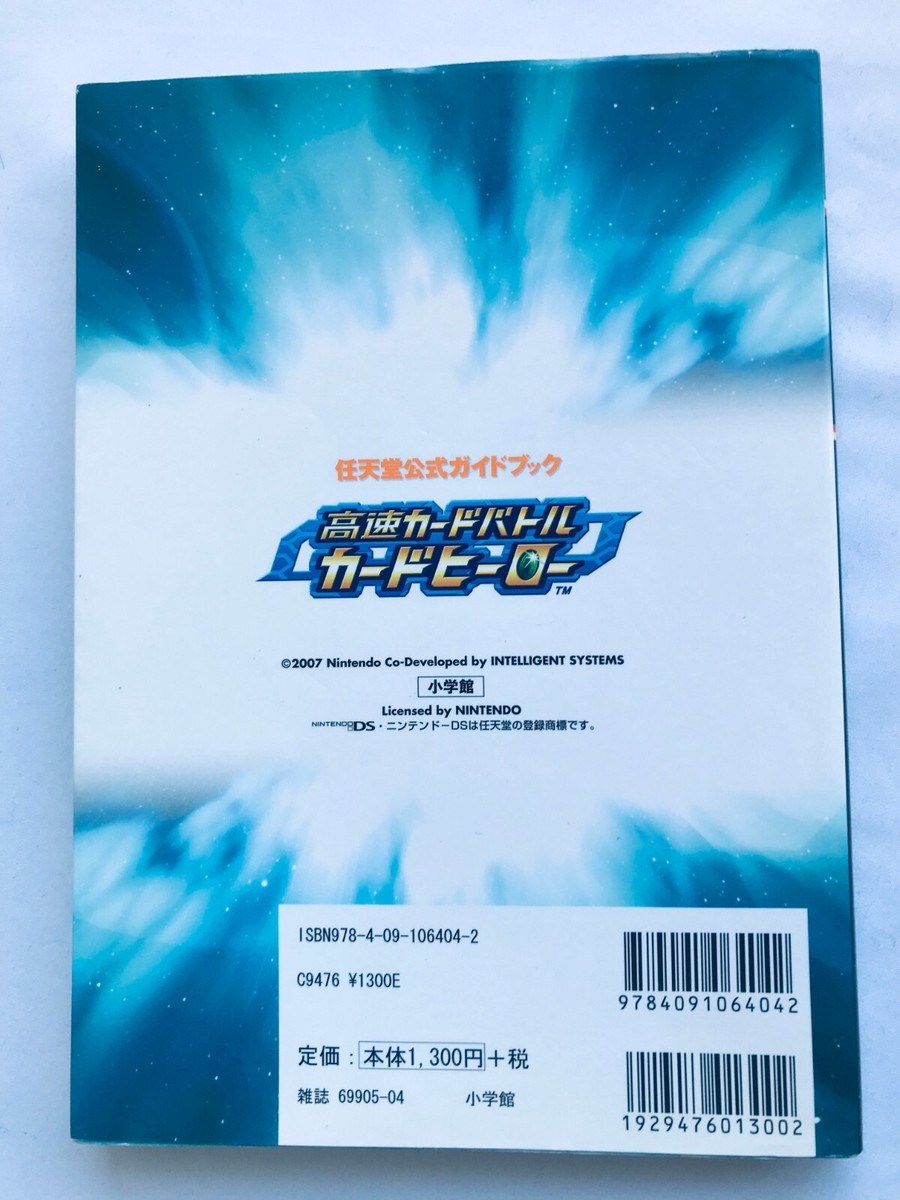 任天堂公式ガイドブック
高速カードバトル
カードヒーロー
TM
©2007 Nintendo Co-Developed by INTELLIGENT SYSTEMS
小学館
Licensed by NINTENDO
NINTENDO DS・ニンテンドーDSは任天堂の登録商標です。
ISBN978-4-09-106404-2
C9476 ¥1300E
9784091064042
定価：本体1,300円+税
雑誌 69905-04 小学館
1929476013002